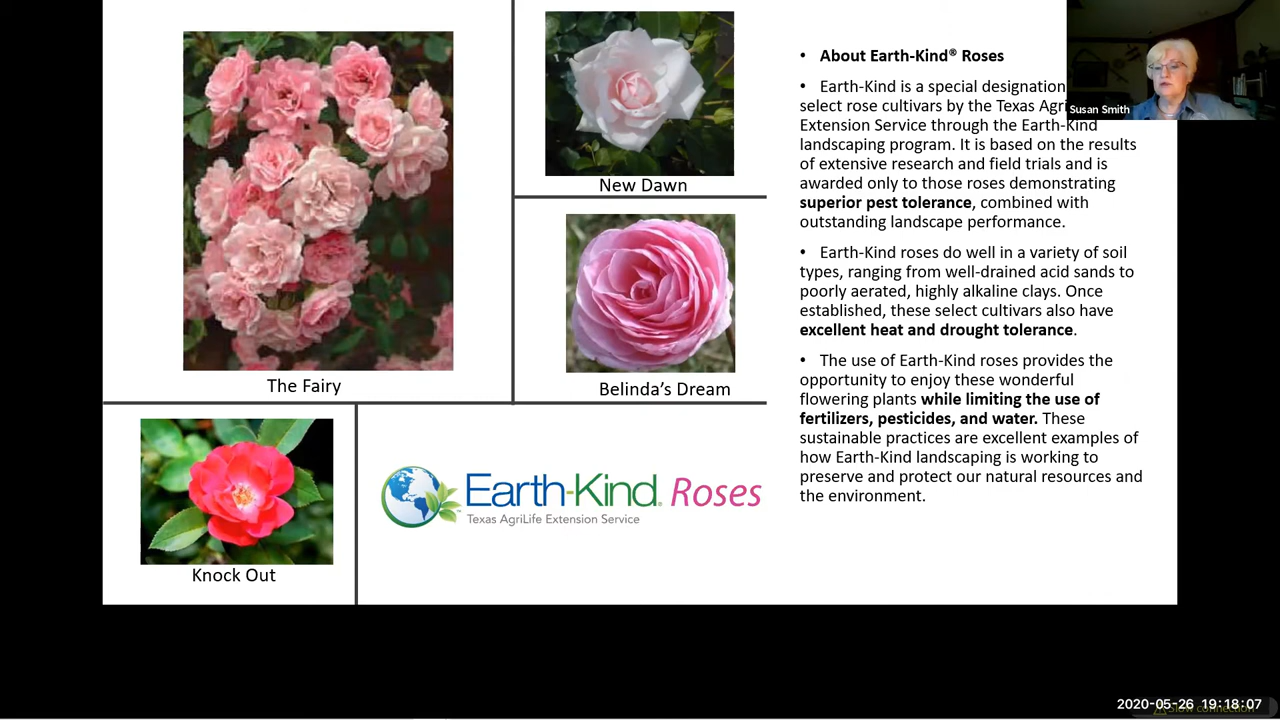 New Dawn
The Fairy
Belinda's Dream
Knock Out
Earth-Kind® Roses
Texas AgriLife Extension Service
• About Earth-Kind® Roses
• Earth-Kind is a special designation
select rose cultivars by the Texas Agri
Extension Service through the Earth-Kind
landscaping program. It is based on the results
of extensive research and field trials and is
awarded only to those roses demonstrating
superior pest tolerance, combined with
outstanding landscape performance.
• Earth-Kind roses do well in a variety of soil
types, ranging from well-drained acid sands to
poorly aerated, highly alkaline clays. Once
established, these select cultivars also have
excellent heat and drought tolerance.
• The use of Earth-Kind roses provides the
opportunity to enjoy these wonderful
flowering plants while limiting the use of
fertilizers, pesticides, and water. These
sustainable practices are excellent examples of
how Earth-Kind landscaping is working to
preserve and protect our natural resources and
the environment.
Susan Smith
2020-05-26 19:18:07
Slow connection